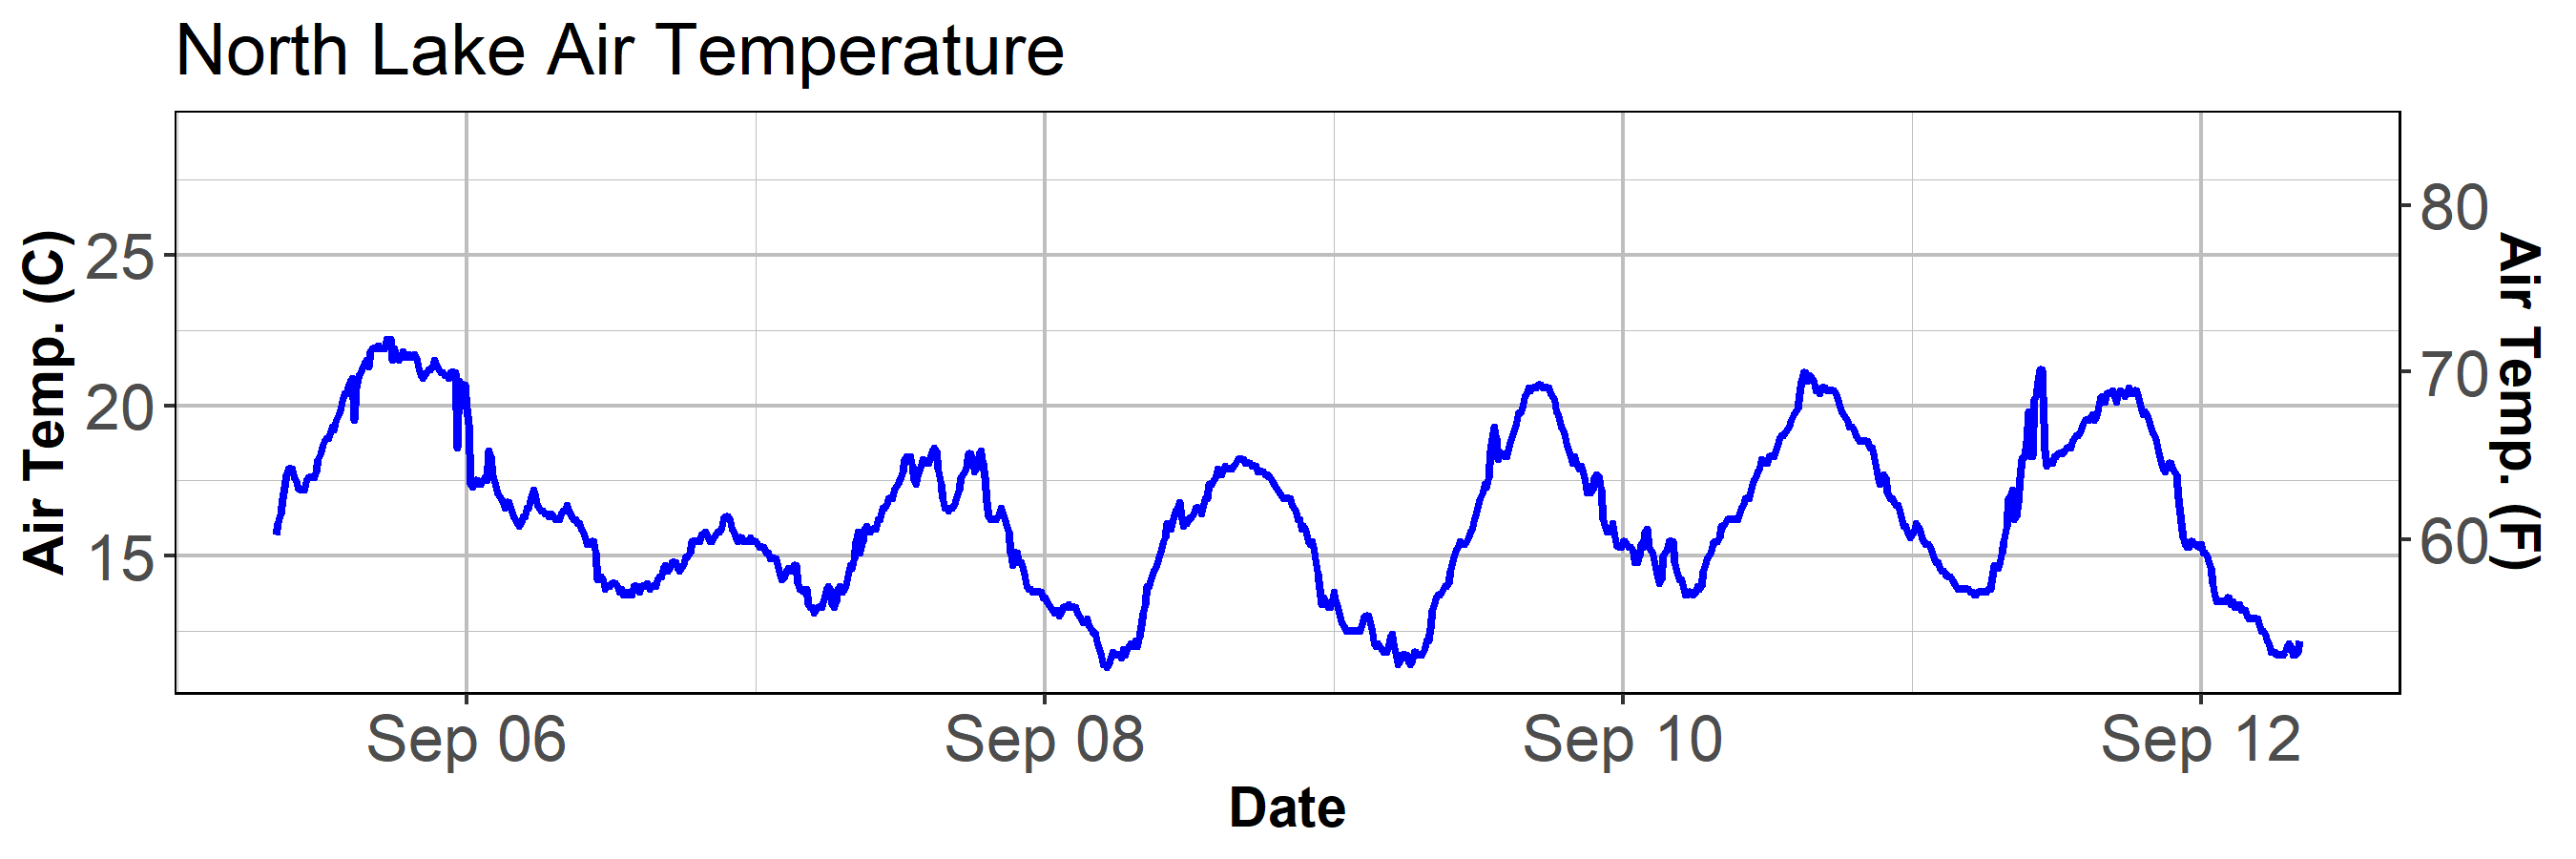 North Lake Air Temperature
Air Temp. (C)
25
20
15
80
70
60
Air Temp. (F)
Sep 06
Sep 08
Sep 10
Sep 12
Date